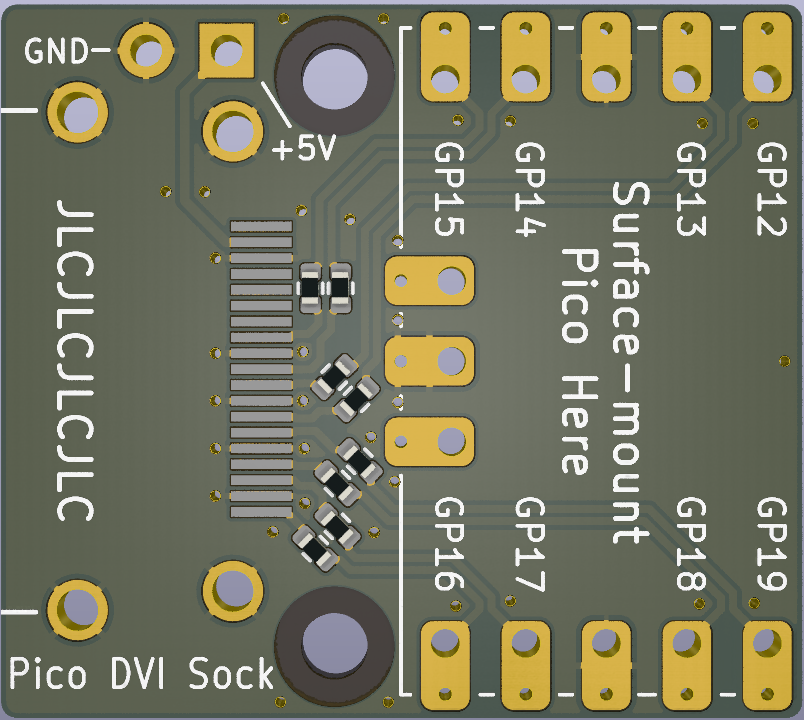 GND
+5V
GP15
GP14
GP13
GP12
JLCJLCJLCJLC
Surface-mount
Pico Here
GP16
GP17
GP18
GP19
Pico DVI Sock